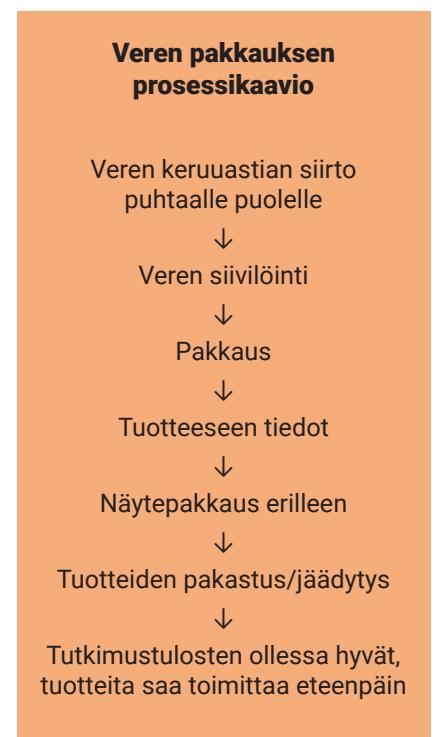 Veren pakkauksen
prosessikaavio
Veren keruuastian siirto
puhtaalle puolelle
↓
Veren siivilöinti
↓
Pakkaus
↓
Tuotteeseen tiedot
↓
Näytepakkaus erilleen
↓
Tuotteiden pakastus/jäädytys
↓
Tutkimustulosten ollessa hyvät,
tuotteita saa toimittaa eteenpäin